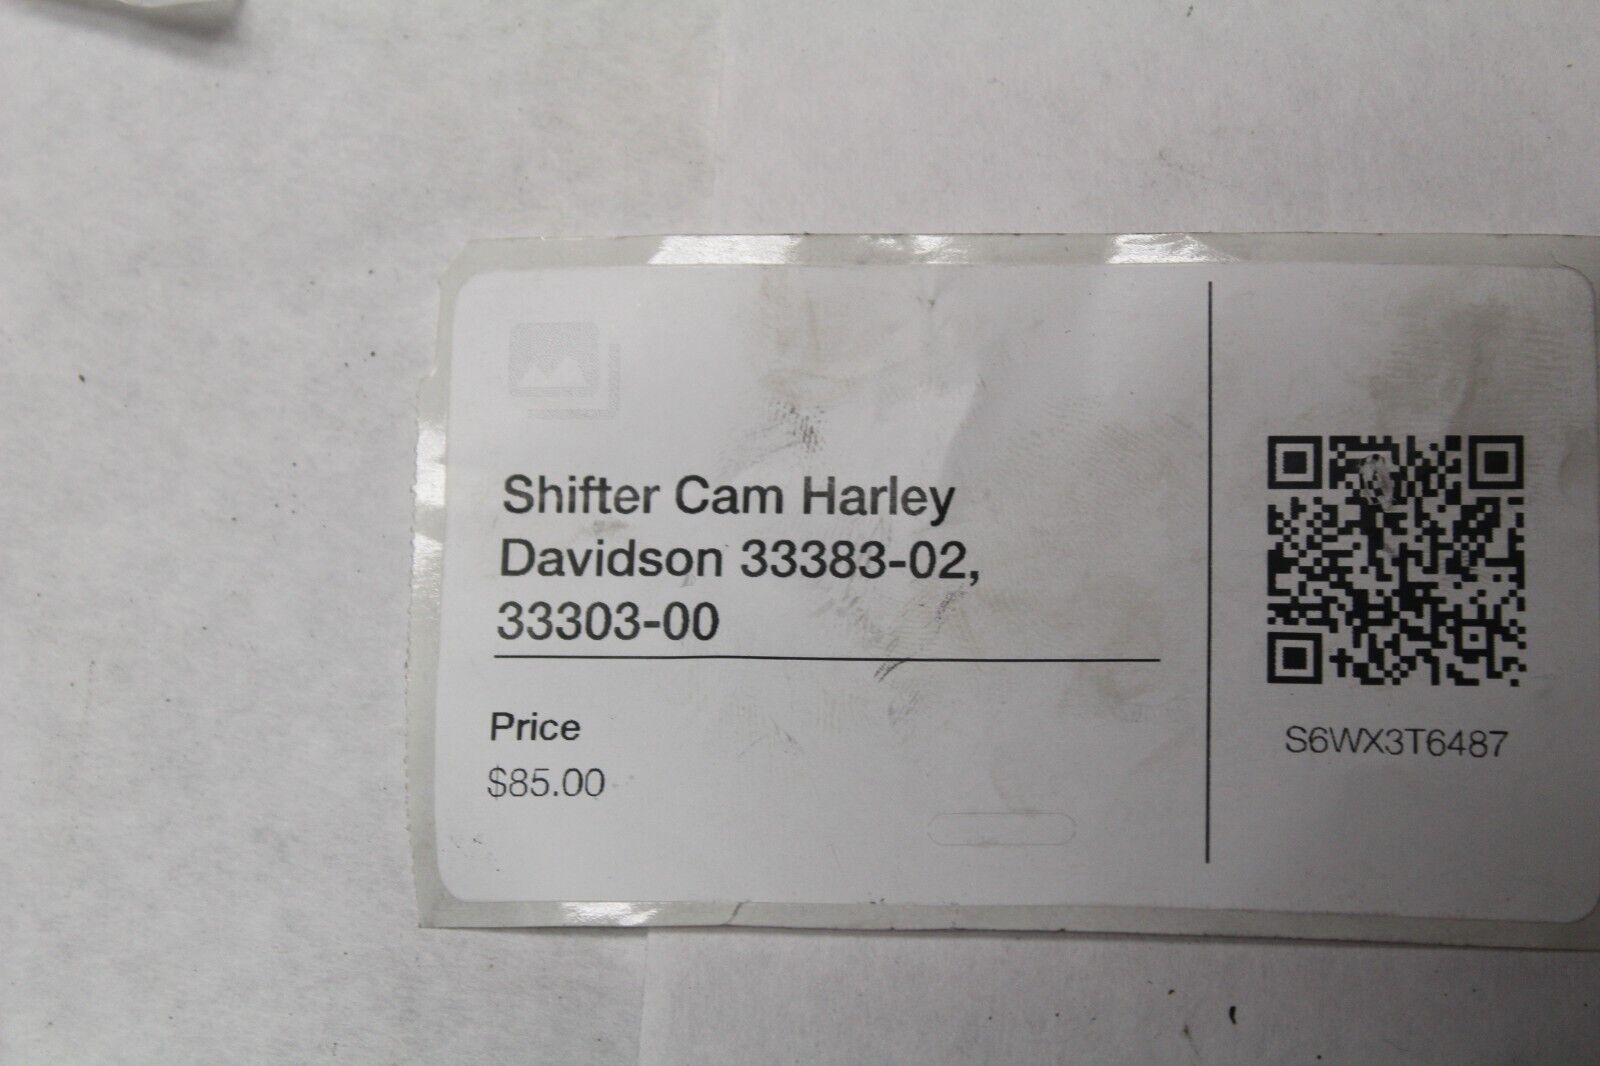 Shifter Cam Harley
Davidson 33383-02,
33303-00
Price
$85.00
S6WX3T6487